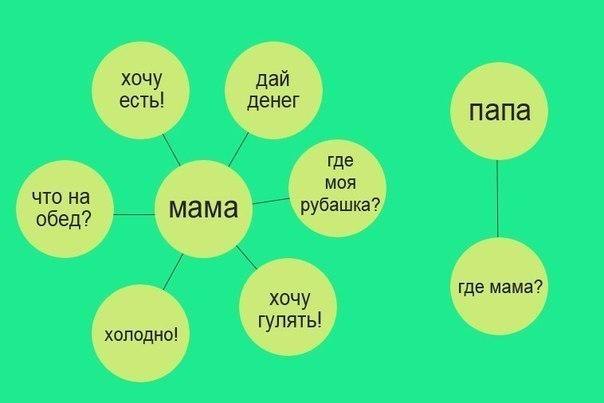 хочу
есть!
дай
денег
где
моя
рубашка?
что на
обед?
мама
хочу
гулять!
холодно!
папа
где мама?